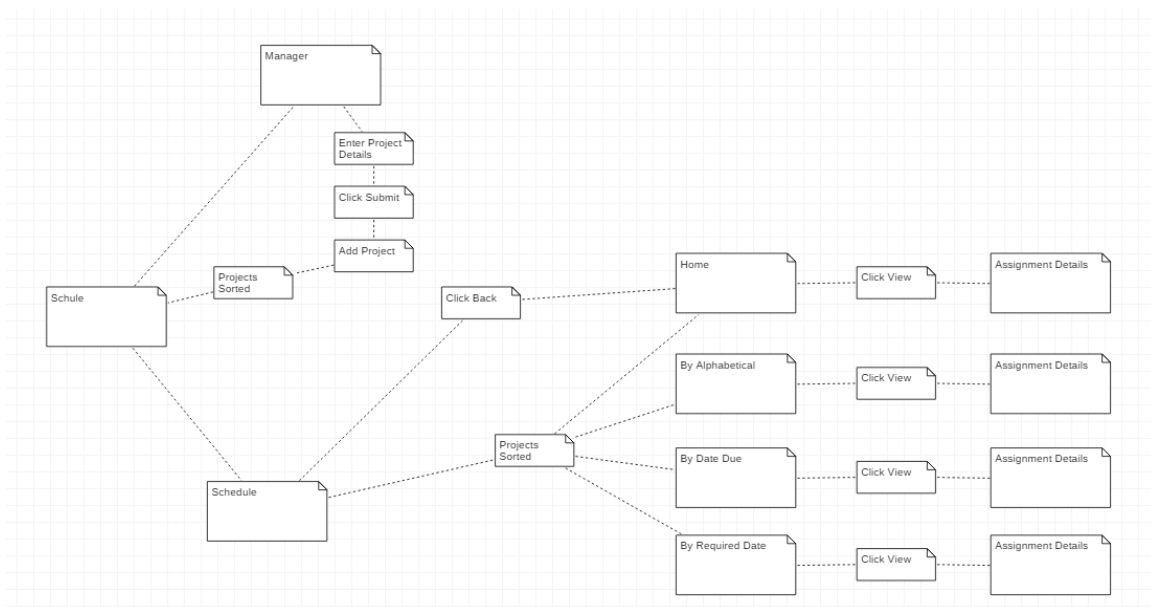 Manager
Enter Project
Details
Click Submit
Add Project
Projects
Sorted
Schule
Click Back
Home
Click View
Assignment Details
By Alphabetical
Click View
Assignment Details
Projects
Sorted
By Date Due
Click View
Assignment Details
Schedule
By Required Date
Click View
Assignment Details